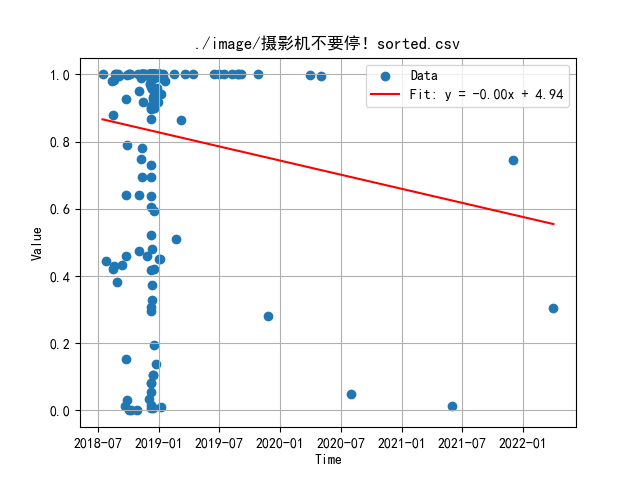 ./image/摄影机不要停！sorted.csv
Data
Fit: y = -0.00x + 4.94
1.0
0.8
0.6
0.4
0.2
0.0
Value
2018-07 2019-01 2019-07 2020-01 2020-07 2021-01 2021-07 2022-01
Time